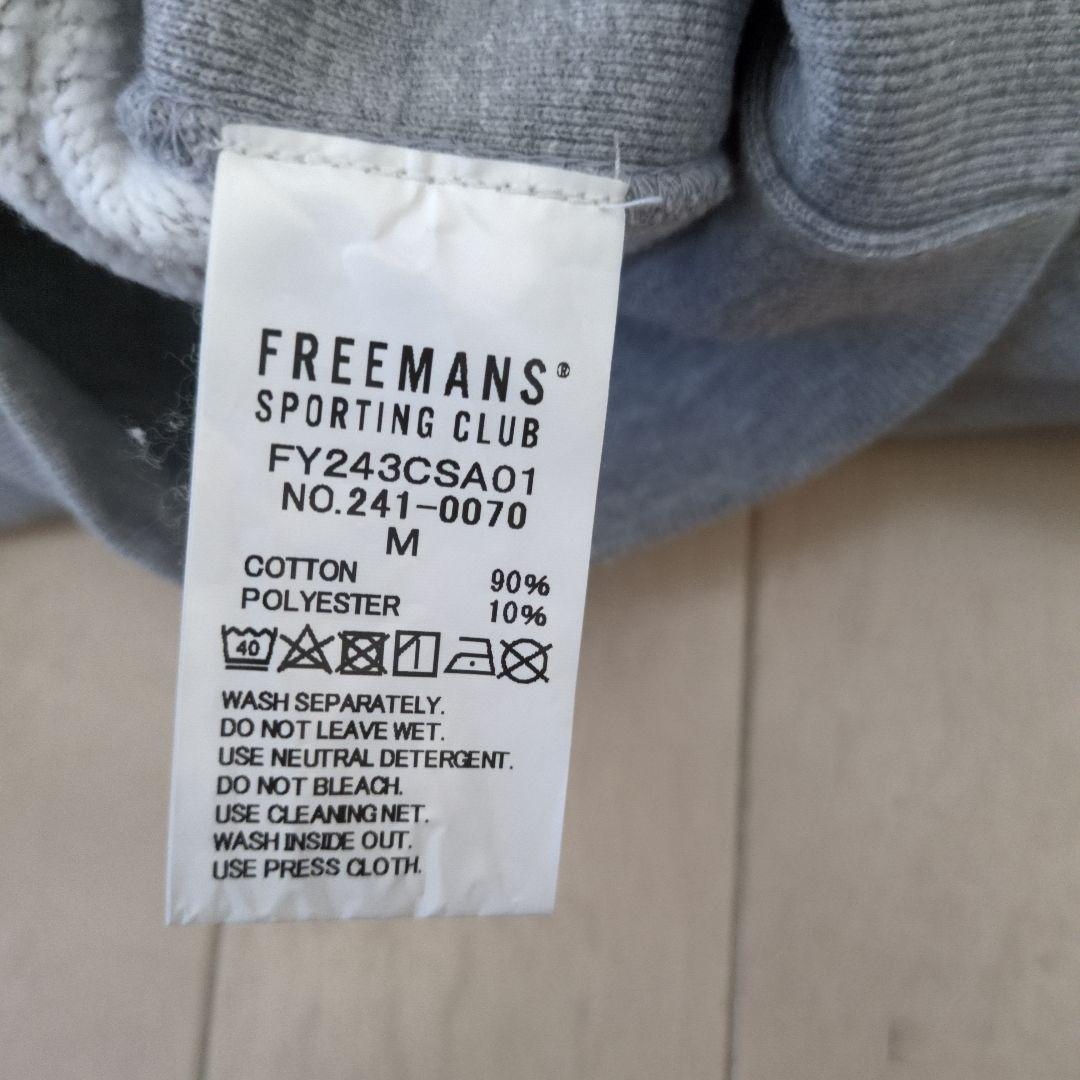 FREEMANS®
SPORTING CLUB
FY243CSA01
NO.241-0070
M
COTTON 90%
POLYESTER 10%
40
WASH SEPARATELY.
DO NOT LEAVE WET.
USE NEUTRAL DETERGENT.
DO NOT BLEACH.
USE CLEANING NET.
WASH INSIDE OUT.
USE PRESS CLOTH.